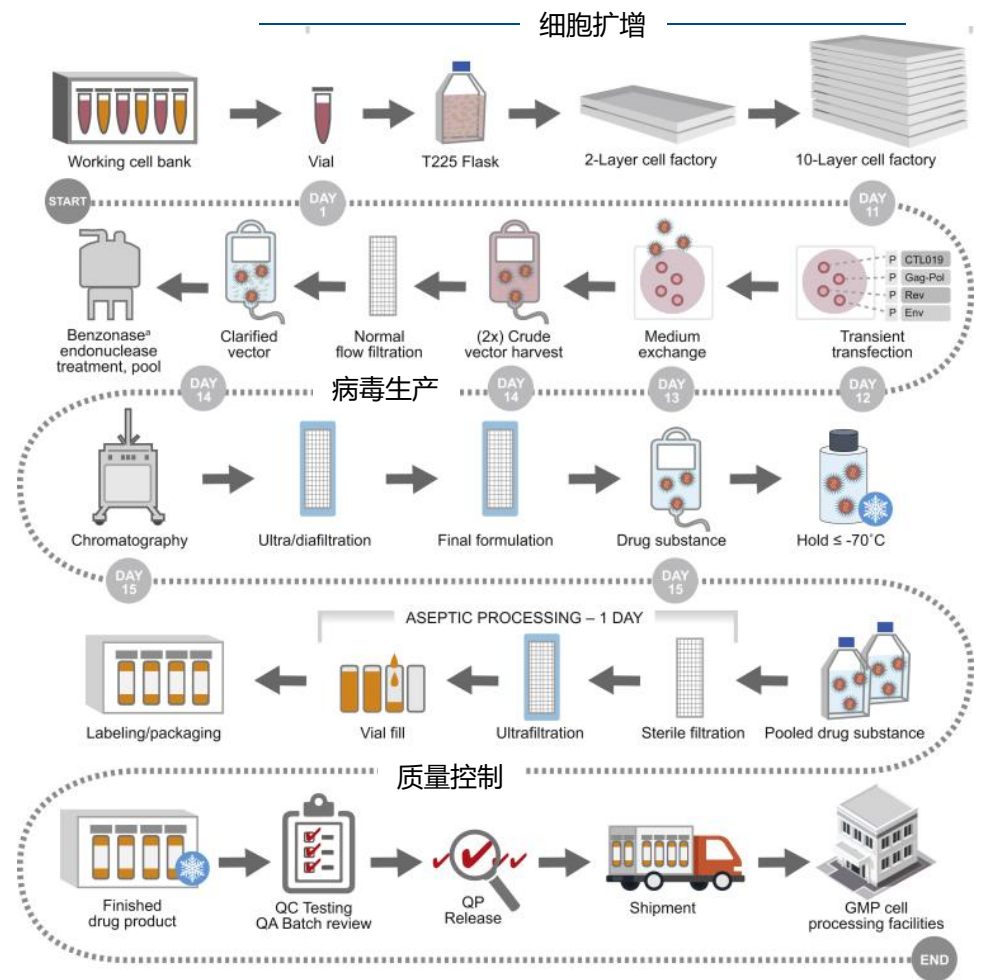 细胞扩增
Working cell bank
Vial
T225 Flask
2-Layer cell factory
10-Layer cell factory
START
DAY
1
DAY
11
Benzonaseᵃ
endonuclease
treatment, pool
Clarified
vector
Normal
flow filtration
(2x) Crude
vector harvest
Medium
exchange
P CTL019
P Gag-Pol
P Rev
P Env
Transient
transfection
DAY
14
病毒生产
DAY
14
DAY
13
DAY
12
Chromatography
Ultra/diafiltration
Final formulation
Drug substance
Hold ≤ -70˚C
DAY
15
DAY
15
ASEPTIC PROCESSING – 1 DAY
Labeling/packaging
Vial fill
Ultrafiltration
Sterile filtration
Pooled drug substance
质量控制
Finished
drug product
QC Testing
QA Batch review
QP
Release
Shipment
GMP cell
processing facilities
END